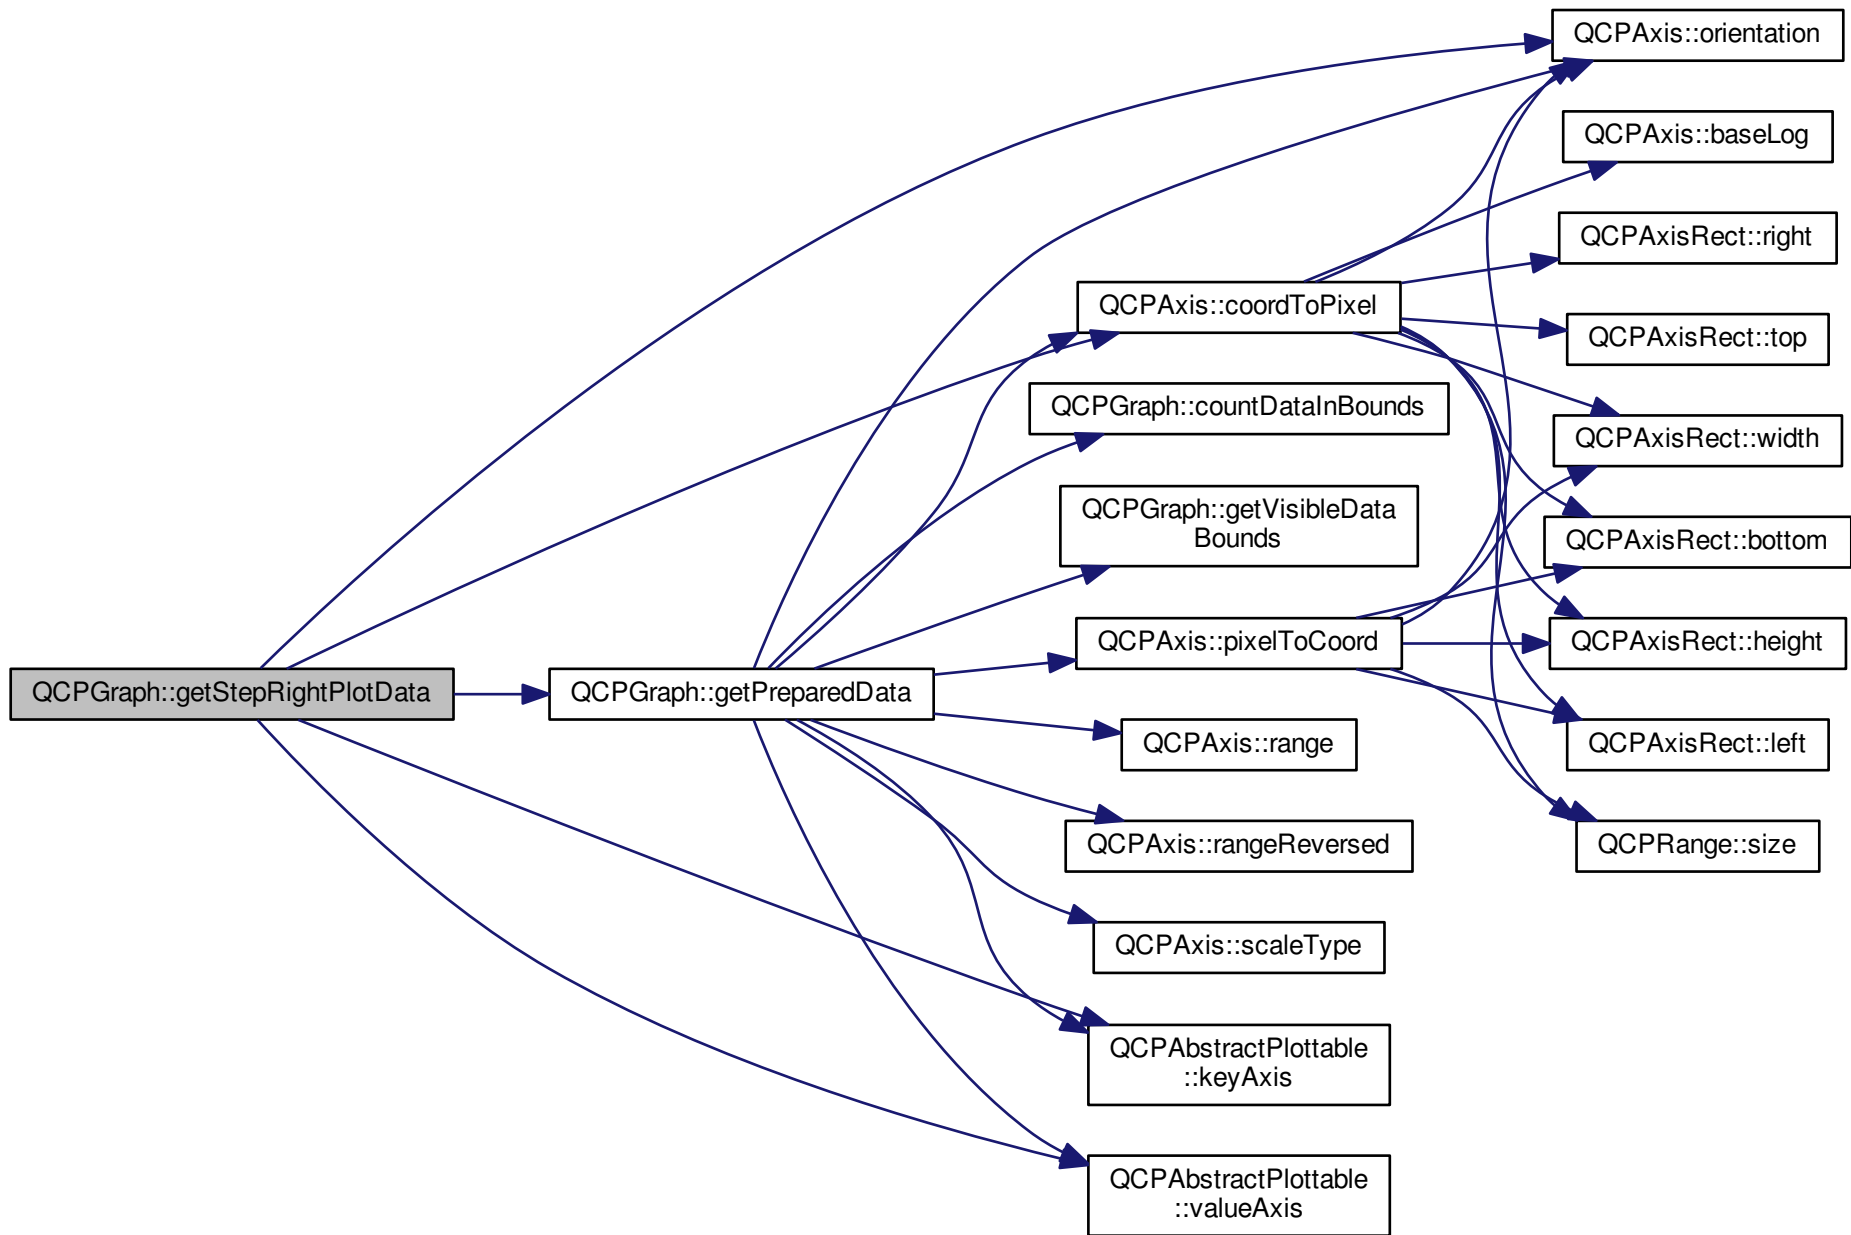 QCPAxis::orientation
QCPAxis::baseLog
QCPAxisRect::right
QCPAxis::coordToPixel
QCPAxisRect::top
QCPGraph::countDataInBounds
QCPAxisRect::width
QCPGraph::getVisibleData
Bounds
QCPAxisRect::bottom
QCPAxis::pixelToCoord
QCPAxisRect::height
QCPGraph::getStepRightPlotData
QCPGraph::getPreparedData
QCPAxis::range
QCPAxisRect::left
QCPAxis::rangeReversed
QCPRange::size
QCPAxis::scaleType
QCPAbstractPlottable
::keyAxis
QCPAbstractPlottable
::valueAxis